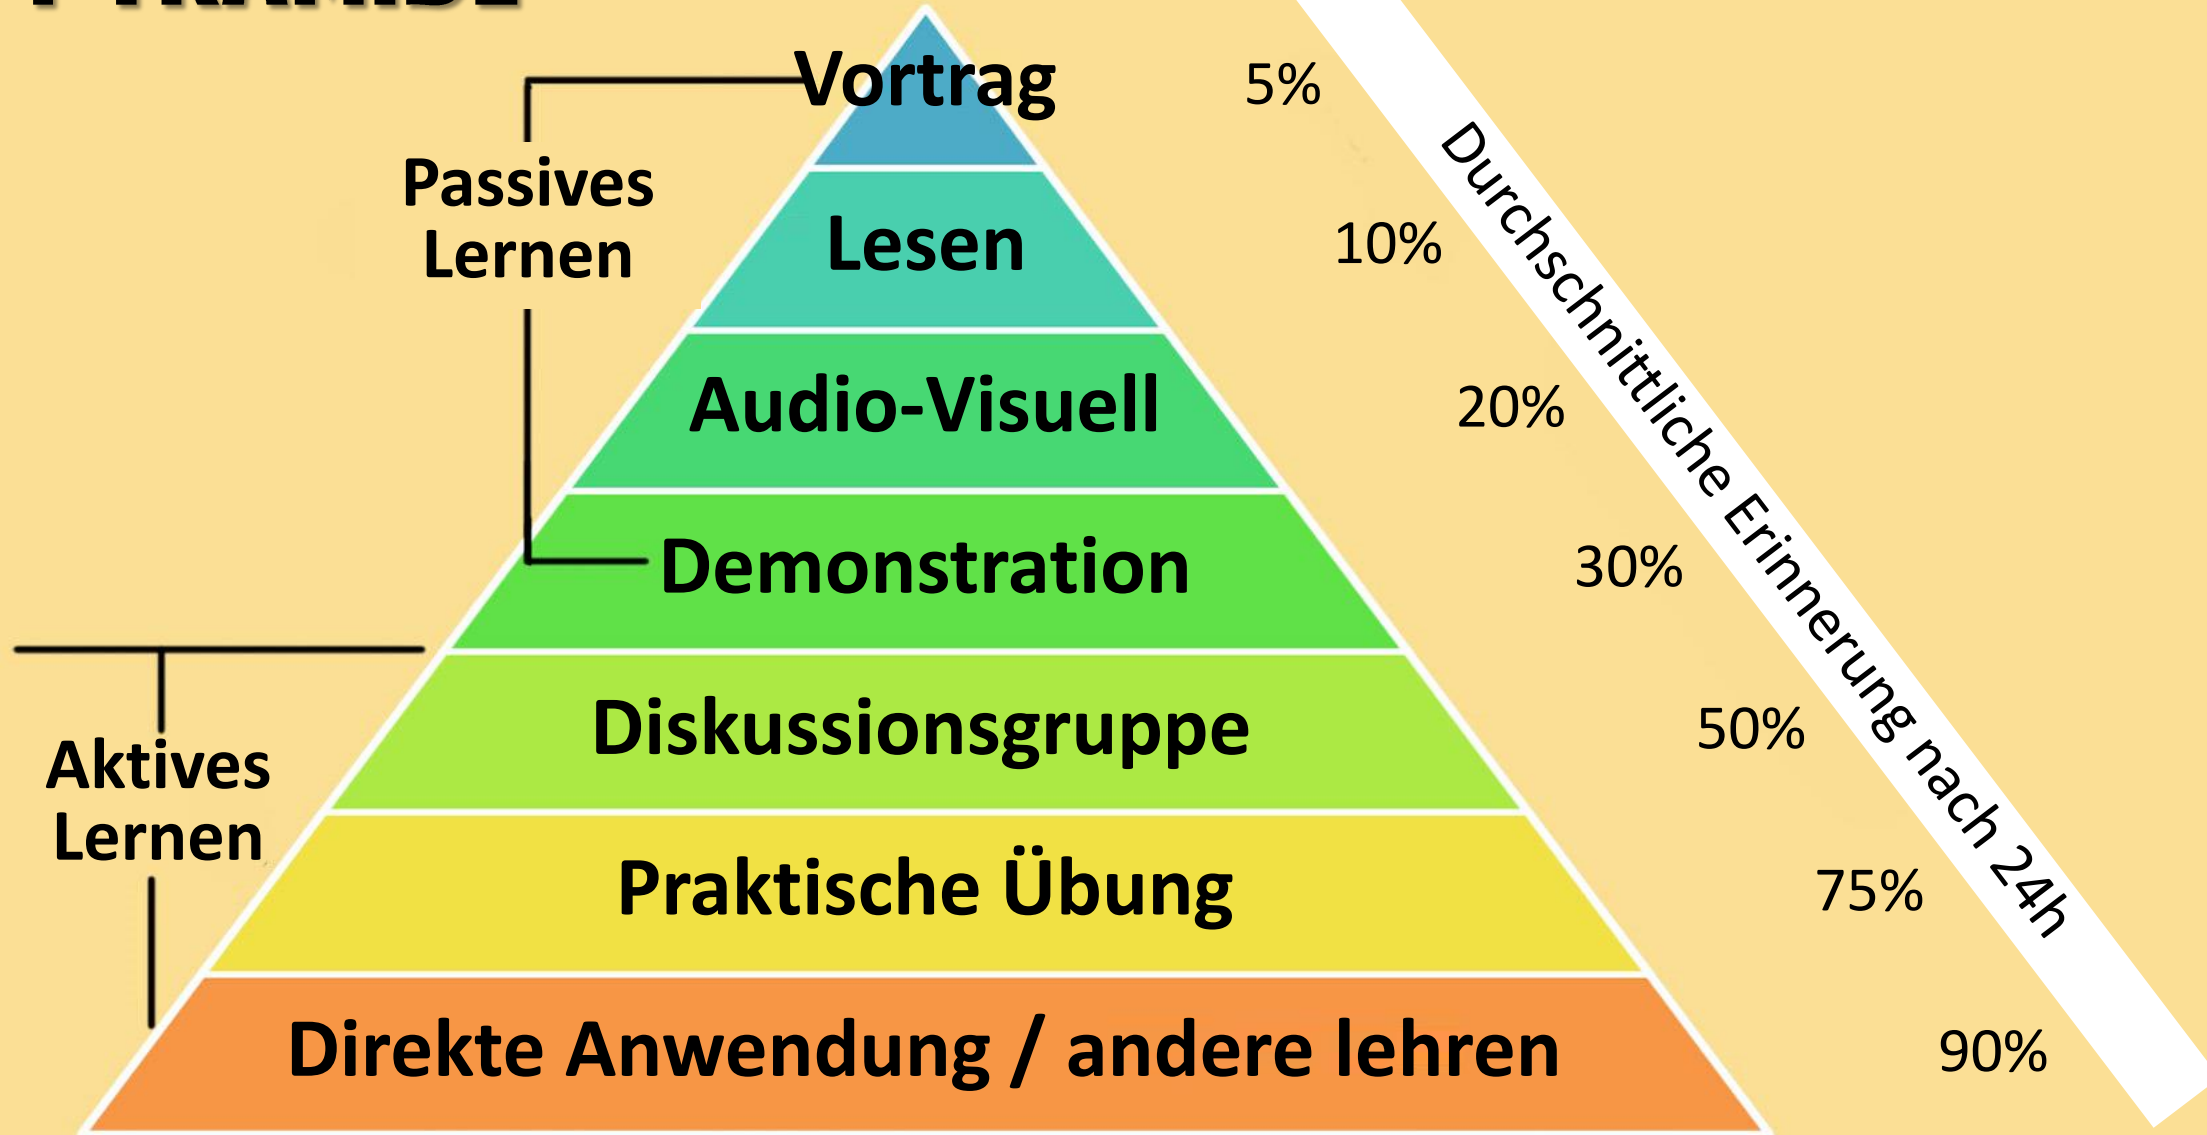 Vortrag
5%
Passives
Lernen
Lesen
10%
Audio-Visuell
20%
Demonstration
30%
Diskussionsgruppe
50%
Aktives
Lernen
Praktische Übung
75%
Direkte Anwendung / andere lehren
90%
Durchschnittliche Erinnerung nach 24h